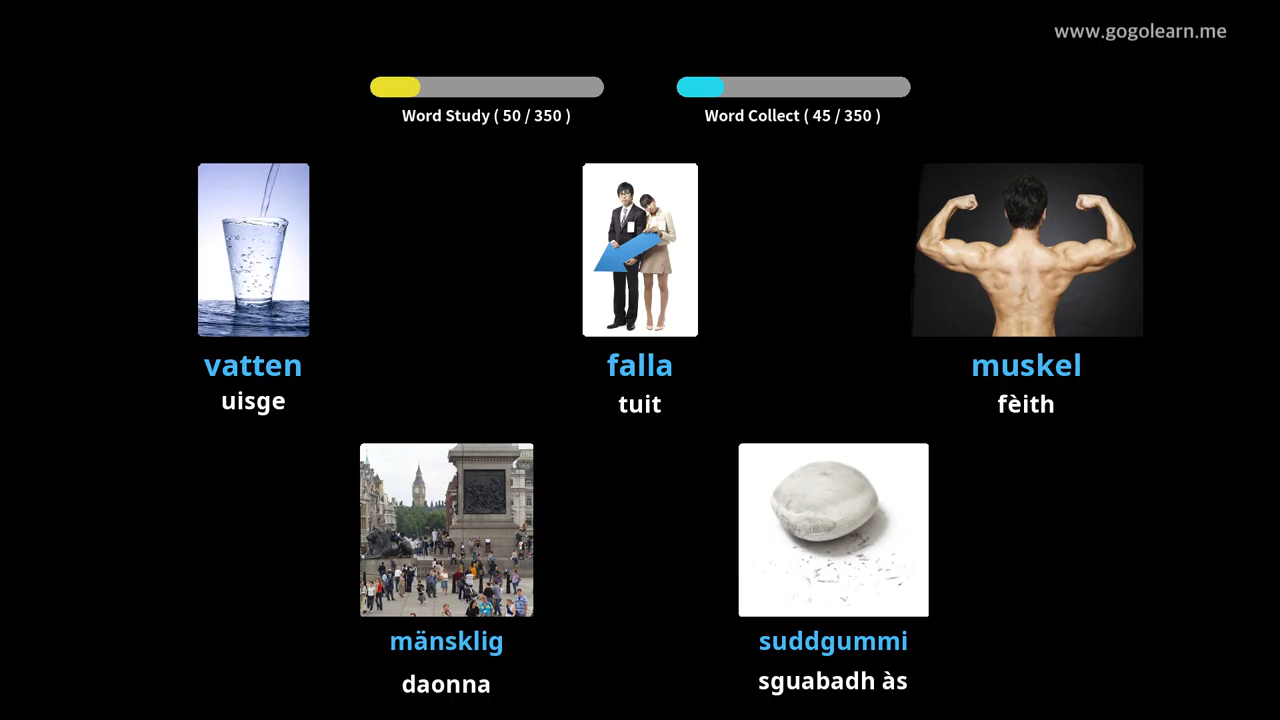 www.gogolearn.me
Word Study ( 50 / 350 )
Word Collect ( 45 / 350 )
vatten
uisge
falla
tuit
muskel
fèith
mänsklig
daonna
suddgummi
sguabadh às